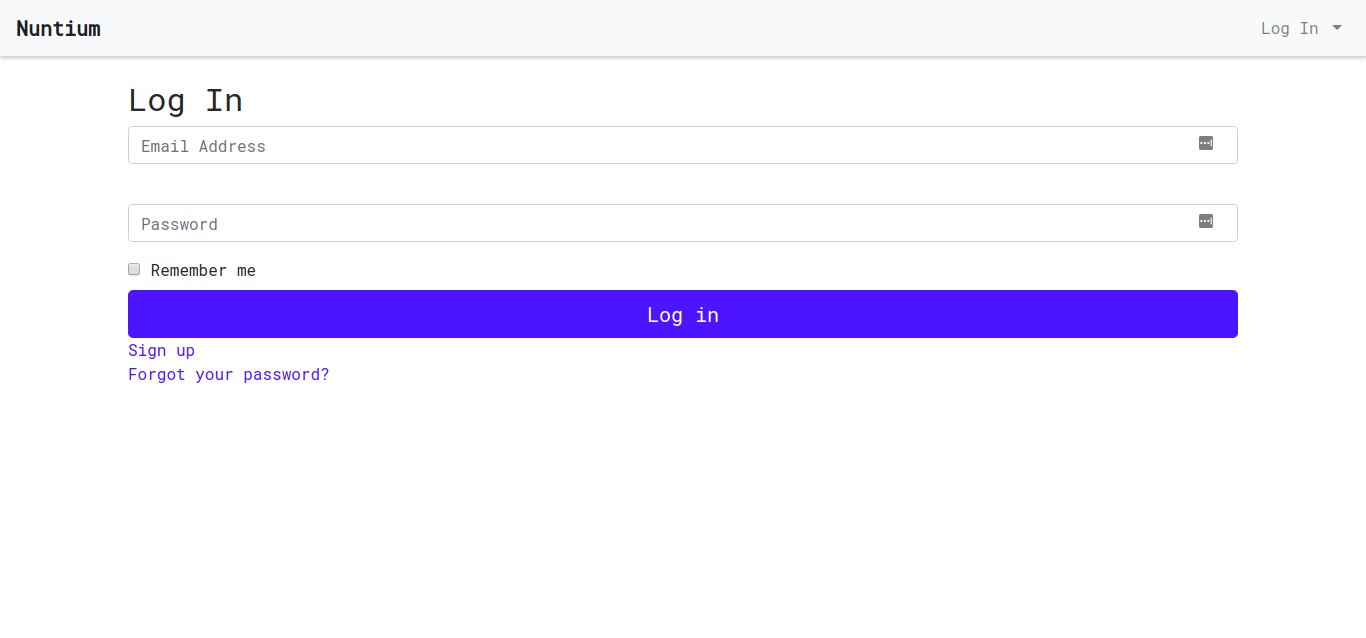 Nuntium
Log In
Log In
Email Address
Password
Remember me
Log in
Sign up
Forgot your password?